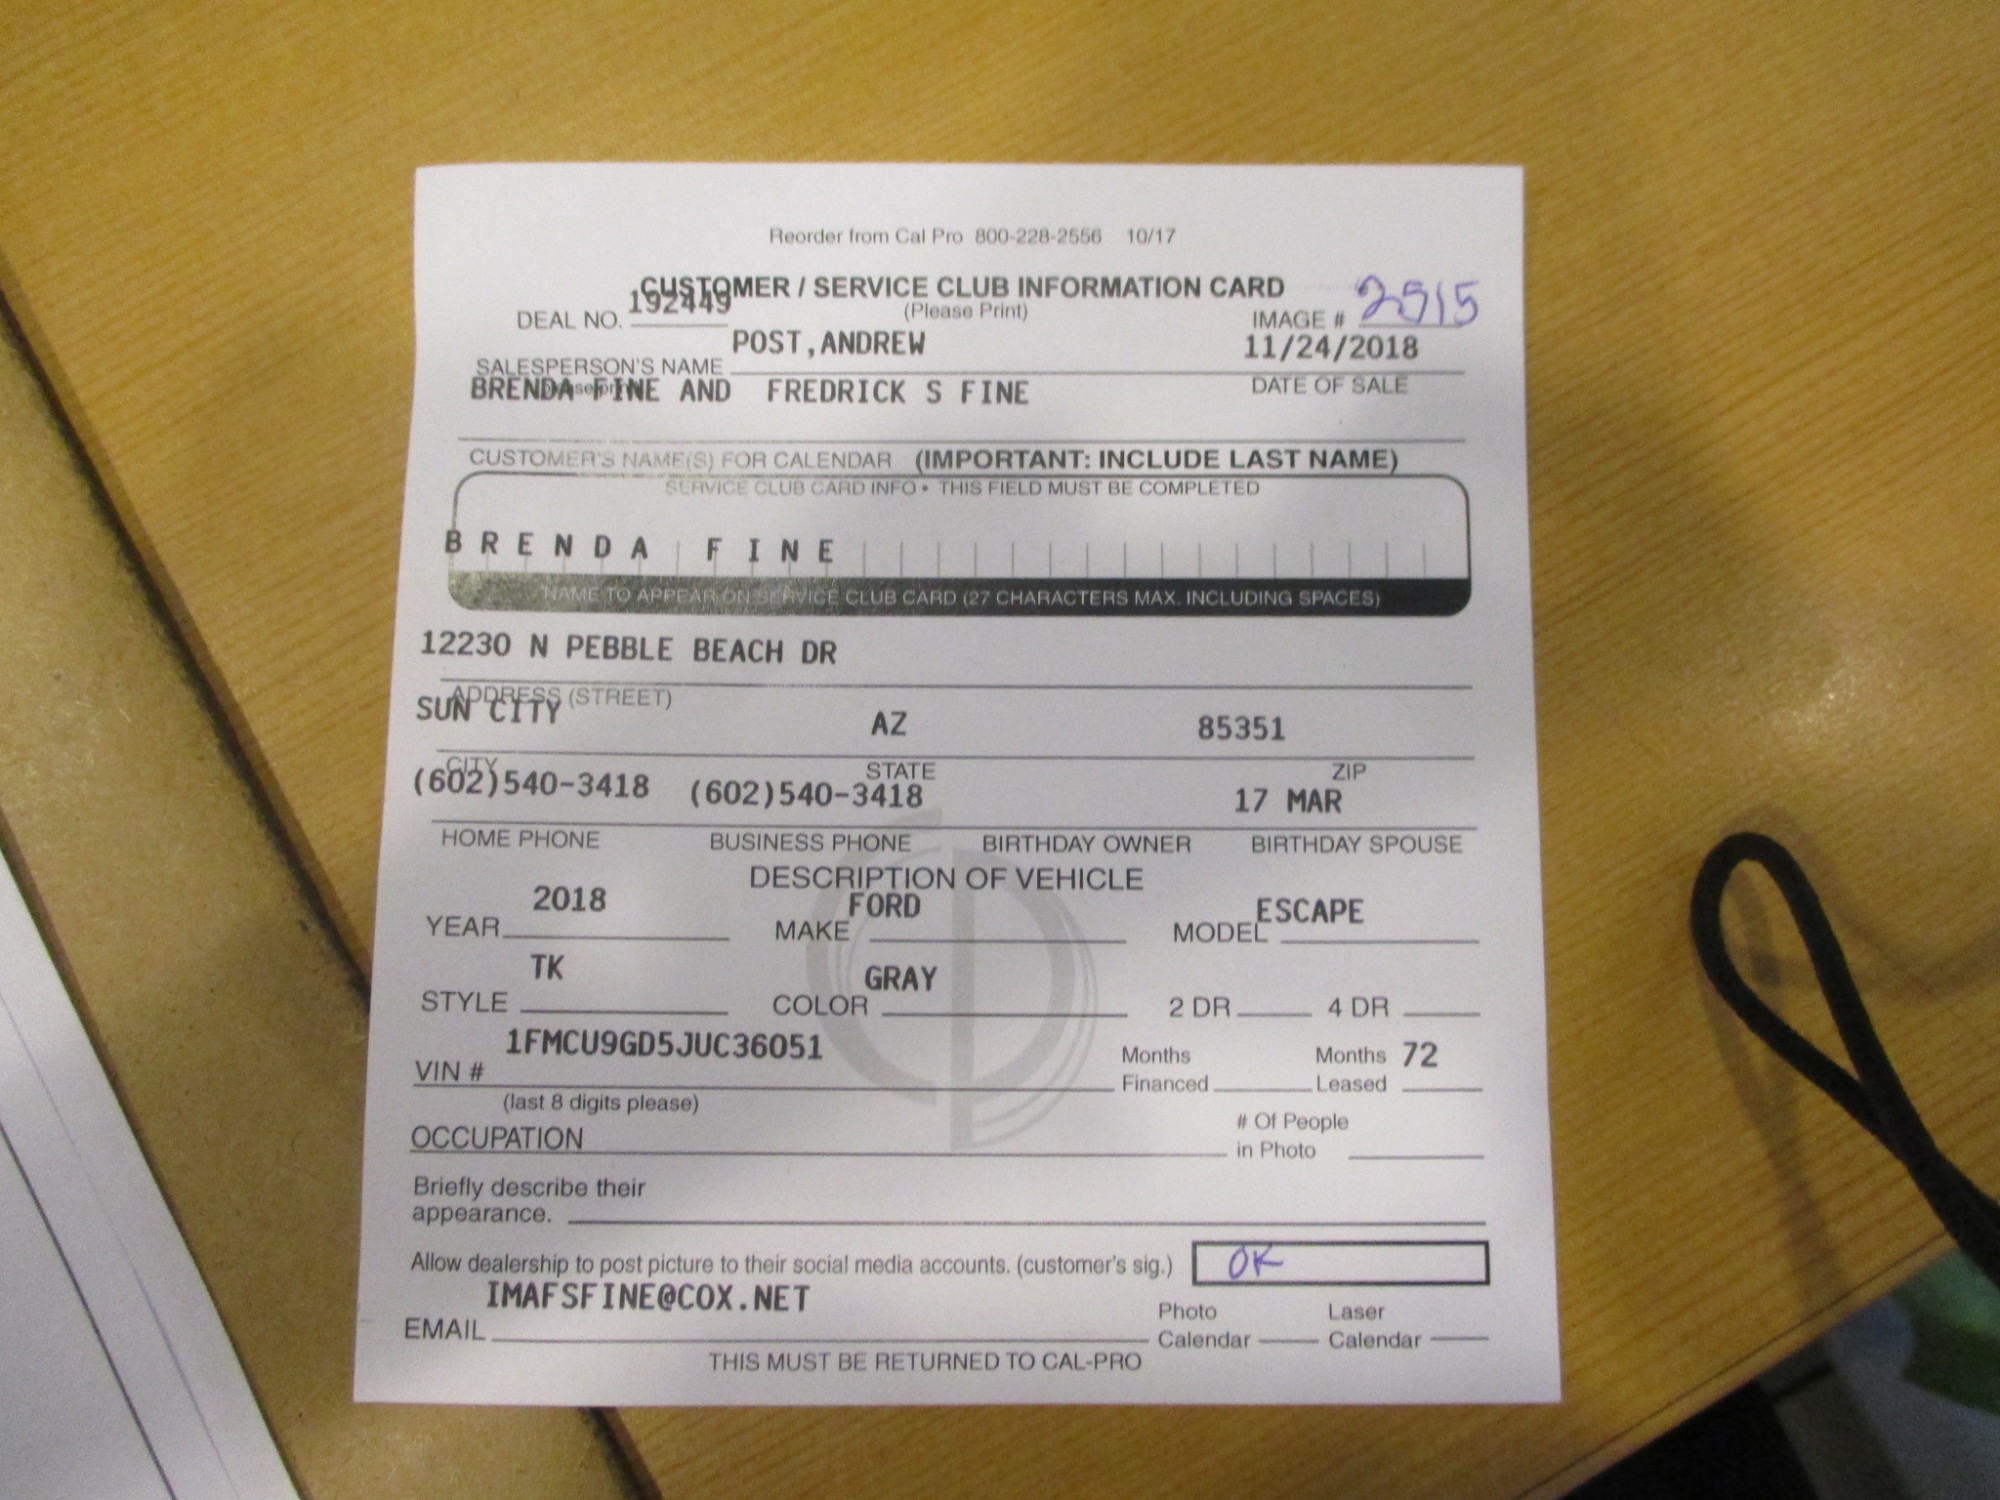 Reorder from Cal Pro 800-228-2556 10/17
CUSTOMER / SERVICE CLUB INFORMATION CARD
(Please Print)
DEAL NO. 192449
IMAGE # 2515
POST,ANDREW 11/24/2018
SALESPERSON'S NAME
DATE OF SALE
BRENDA FINE AND FREDRICK S FINE
CUSTOMER'S NAME(S) FOR CALENDAR (IMPORTANT: INCLUDE LAST NAME)
SERVICE CLUB CARD INFO • THIS FIELD MUST BE COMPLETED
BRENDA FINE
NAME TO APPEAR ON SERVICE CLUB CARD (27 CHARACTERS MAX. INCLUDING SPACES)
12230 N PEBBLE BEACH DR
ADDRESS (STREET)
SUN CITY AZ 85351
CITY STATE ZIP
(602)540-3418 (602)540-3418 17 MAR
HOME PHONE BUSINESS PHONE BIRTHDAY OWNER BIRTHDAY SPOUSE
DESCRIPTION OF VEHICLE
YEAR 2018 MAKE FORD MODEL ESCAPE
STYLE TK COLOR GRAY 2 DR 4 DR
VIN # 1FMCU9GD5JUC36051
Months Financed Months Leased 72
(last 8 digits please)
OCCUPATION
# Of People in Photo
Briefly describe their
appearance.
Allow dealership to post picture to their social media accounts. (customer's sig.) OK
EMAIL IMAFSFINE@COX.NET
Photo Calendar Laser Calendar
THIS MUST BE RETURNED TO CAL-PRO